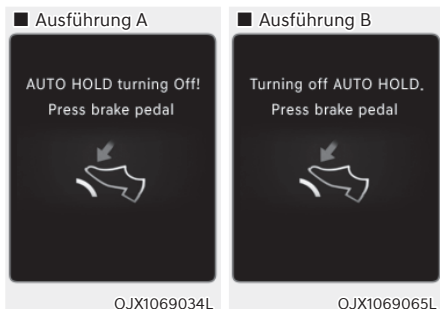 ■ Ausführung A
AUTO HOLD turning Off!
Press brake pedal
OJX1069034L
■ Ausführung B
Turning off AUTO HOLD.
Press brake pedal
OJX1069065L